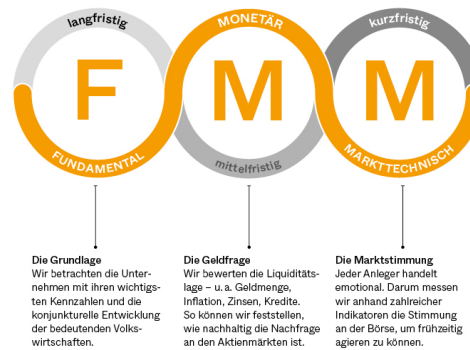 langfristig
MONETÄR
kurzfristig
F
M
M
FUNDAMENTAL
mittelfristig
MARKTTECHNISCH
Die Grundlage
Wir betrachten die Unter-
nehmen mit ihren wichtigs-
ten Kennzahlen und die
konjunkturelle Entwicklung
der bedeutenden Volks-
wirtschaften.
Die Geldfrage
Wir bewerten die Liquiditäts-
lage – u. a. Geldmenge,
Inflation, Zinsen, Kredite.
So können wir feststellen,
wie nachhaltig die Nachfrage
an den Aktienmärkten ist.
Die Marktstimmung
Jeder Anleger handelt
emotional. Darum messen
wir anhand zahlreicher
Indikatoren die Stimmung
an der Börse, um frühzeitig
agieren zu können.